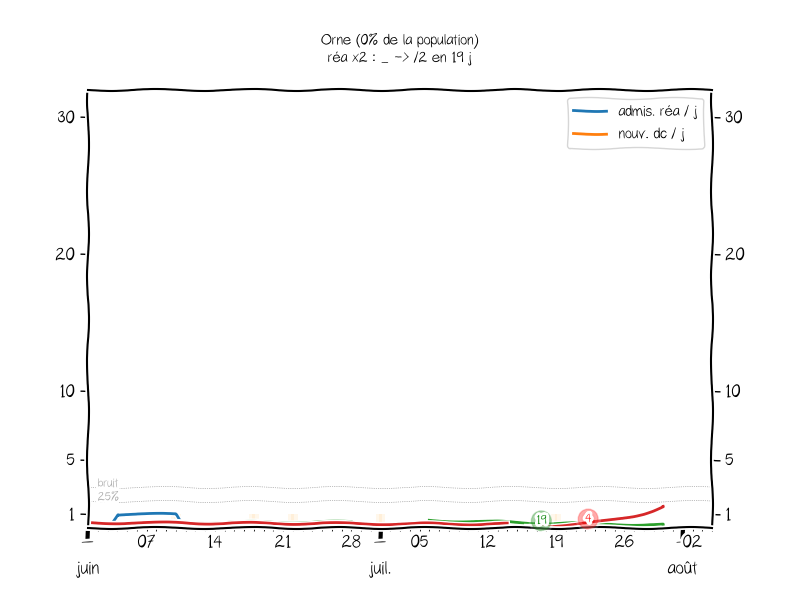 Orne (0% de la population)
réa x2 : _ -> /2 en 19 j
admis. réa / j
nouv. dc / j
30
20
10
5
1
30
20
10
5
1
bruit
25%
19
4
07
14
21
28
05
12
19
26
02
juin
juil.
août